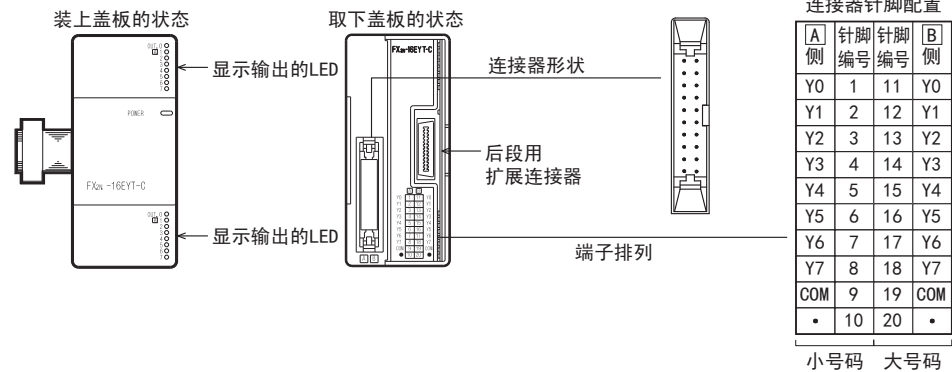 装上盖板的状态
取下盖板的状态
连接器针脚配置
显示输出的LED
POWER
FX2N -16EYT-C
显示输出的LED
FX2N-16EYT-C
连接器形状
后段用
扩展连接器
端子排列
A侧 针脚编号 针脚编号 B侧
Y0 1 11 Y0
Y1 2 12 Y1
Y2 3 13 Y2
Y3 4 14 Y3
Y4 5 15 Y4
Y5 6 16 Y5
Y6 7 17 Y6
Y7 8 18 Y7
COM 9 19 COM
• 10 20 •
小号码 大号码